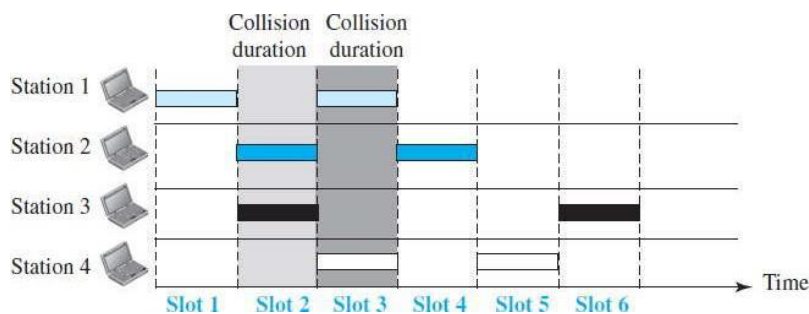 Collision Collision
duration duration
Station 1
Station 2
Station 3
Station 4
Time
Slot 1 Slot 2 Slot 3 Slot 4 Slot 5 Slot 6